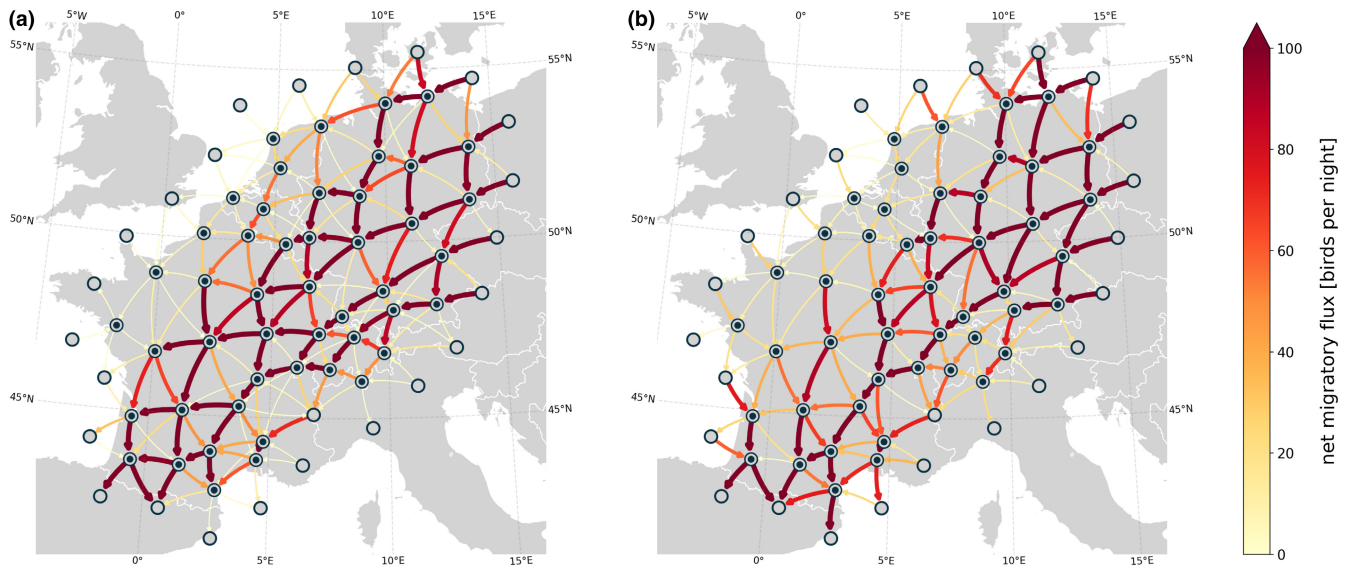 (a)
5°W 0° 5°E 10°E 15°E
55°N 55°N
50°N 50°N
45°N 45°N
0° 5°E 10°E 15°E
(b)
5°W 0° 5°E 10°E 15°E
55°N 55°N
50°N 50°N
45°N 45°N
0° 5°E 10°E 15°E
100
80
60
40
20
0
net migratory flux [birds per night]